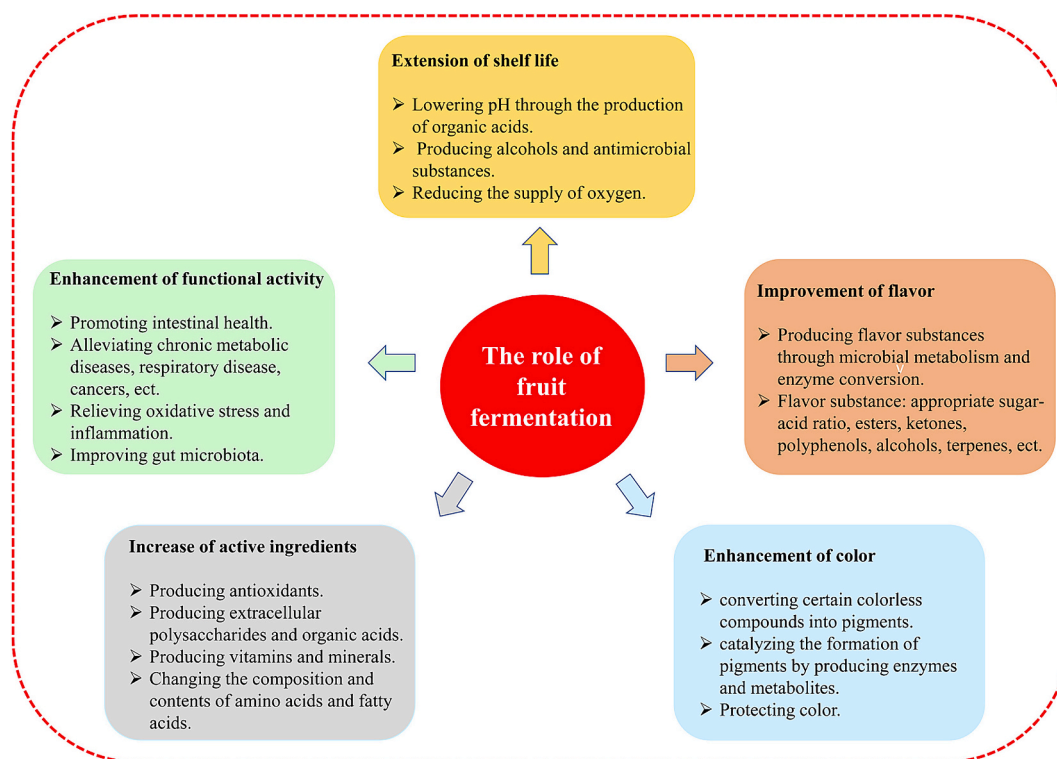 Extension of shelf life
➢ Lowering pH through the production
of organic acids.
➢ Producing alcohols and antimicrobial
substances.
➢ Reducing the supply of oxygen.
Enhancement of functional activity
➢ Promoting intestinal health.
➢ Alleviating chronic metabolic
diseases, respiratory disease,
cancers, ect.
➢ Relieving oxidative stress and
inflammation.
➢ Improving gut microbiota.
The role of
fruit
fermentation
Improvement of flavor
➢ Producing flavor substances
through microbial metabolism and
enzyme conversion.
➢ Flavor substance: appropriate sugar-
acid ratio, esters, ketones,
polyphenols, alcohols, terpenes, ect.
Increase of active ingredients
➢ Producing antioxidants.
➢ Producing extracellular
polysaccharides and organic acids.
➢ Producing vitamins and minerals.
➢ Changing the composition and
contents of amino acids and fatty
acids.
Enhancement of color
➢ converting certain colorless
compounds into pigments.
➢ catalyzing the formation of
pigments by producing enzymes
and metabolites.
➢ Protecting color.